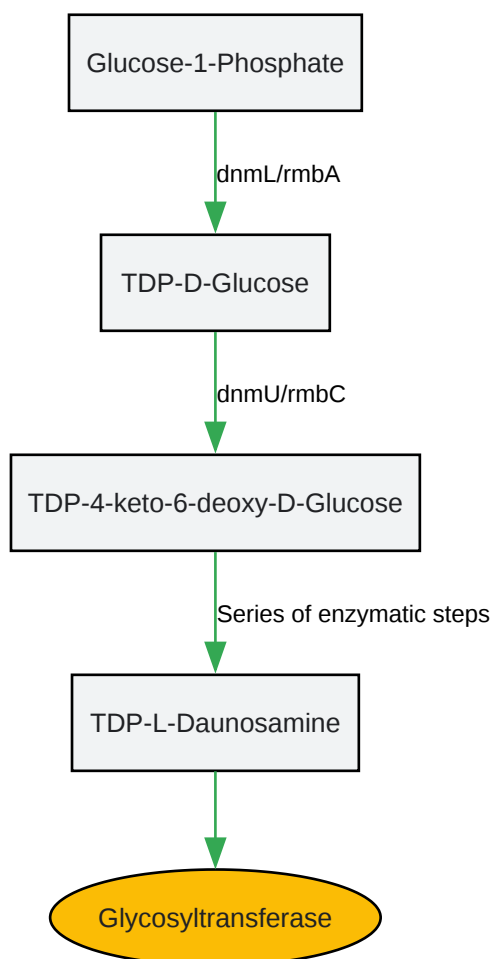 Glucose-1-Phosphate
dnmL/rmbA
TDP-D-Glucose
dnmU/rmbC
TDP-4-keto-6-deoxy-D-Glucose
Series of enzymatic steps
TDP-L-Daunosamine
Glycosyltransferase